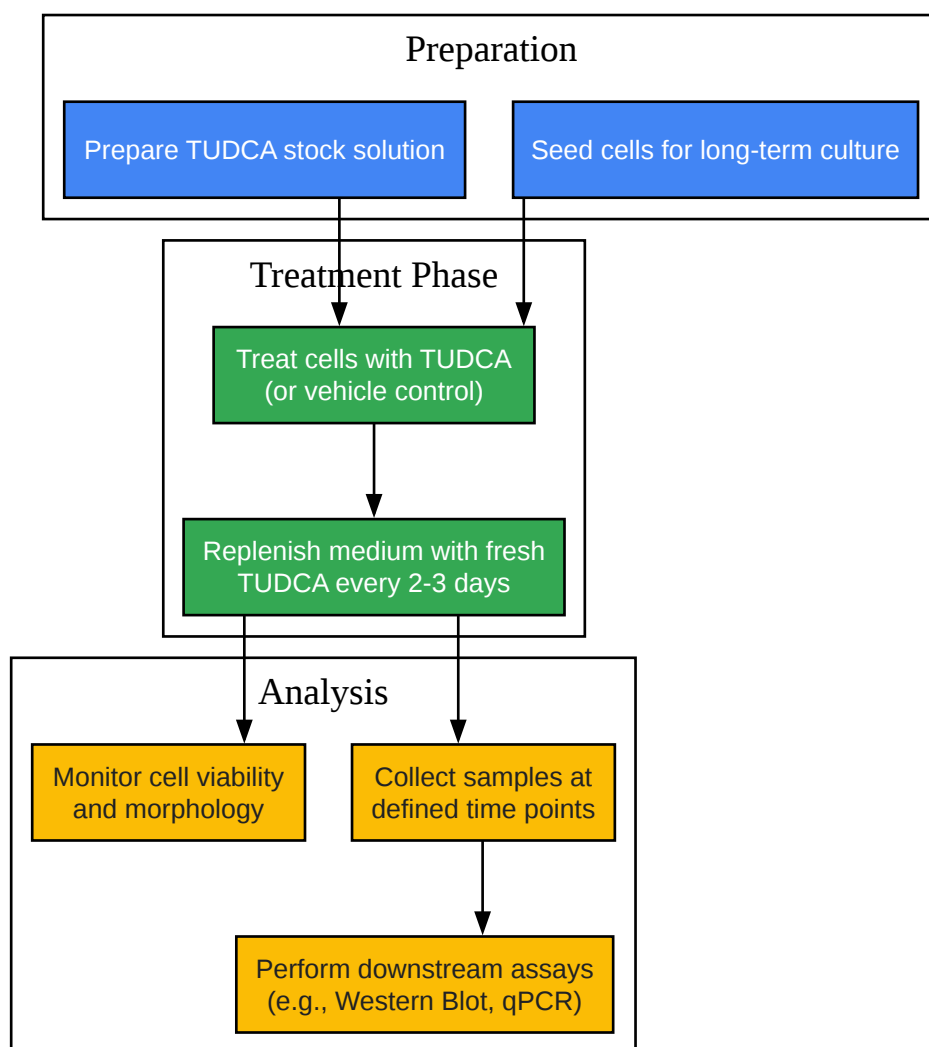 Preparation
Prepare TUDCA stock solution
Seed cells for long-term culture
Treatment Phase
Treat cells with TUDCA
(or vehicle control)
Replenish medium with fresh
TUDCA every 2-3 days
Analysis
Monitor cell viability
and morphology
Collect samples at
defined time points
Perform downstream assays
(e.g., Western Blot, qPCR)